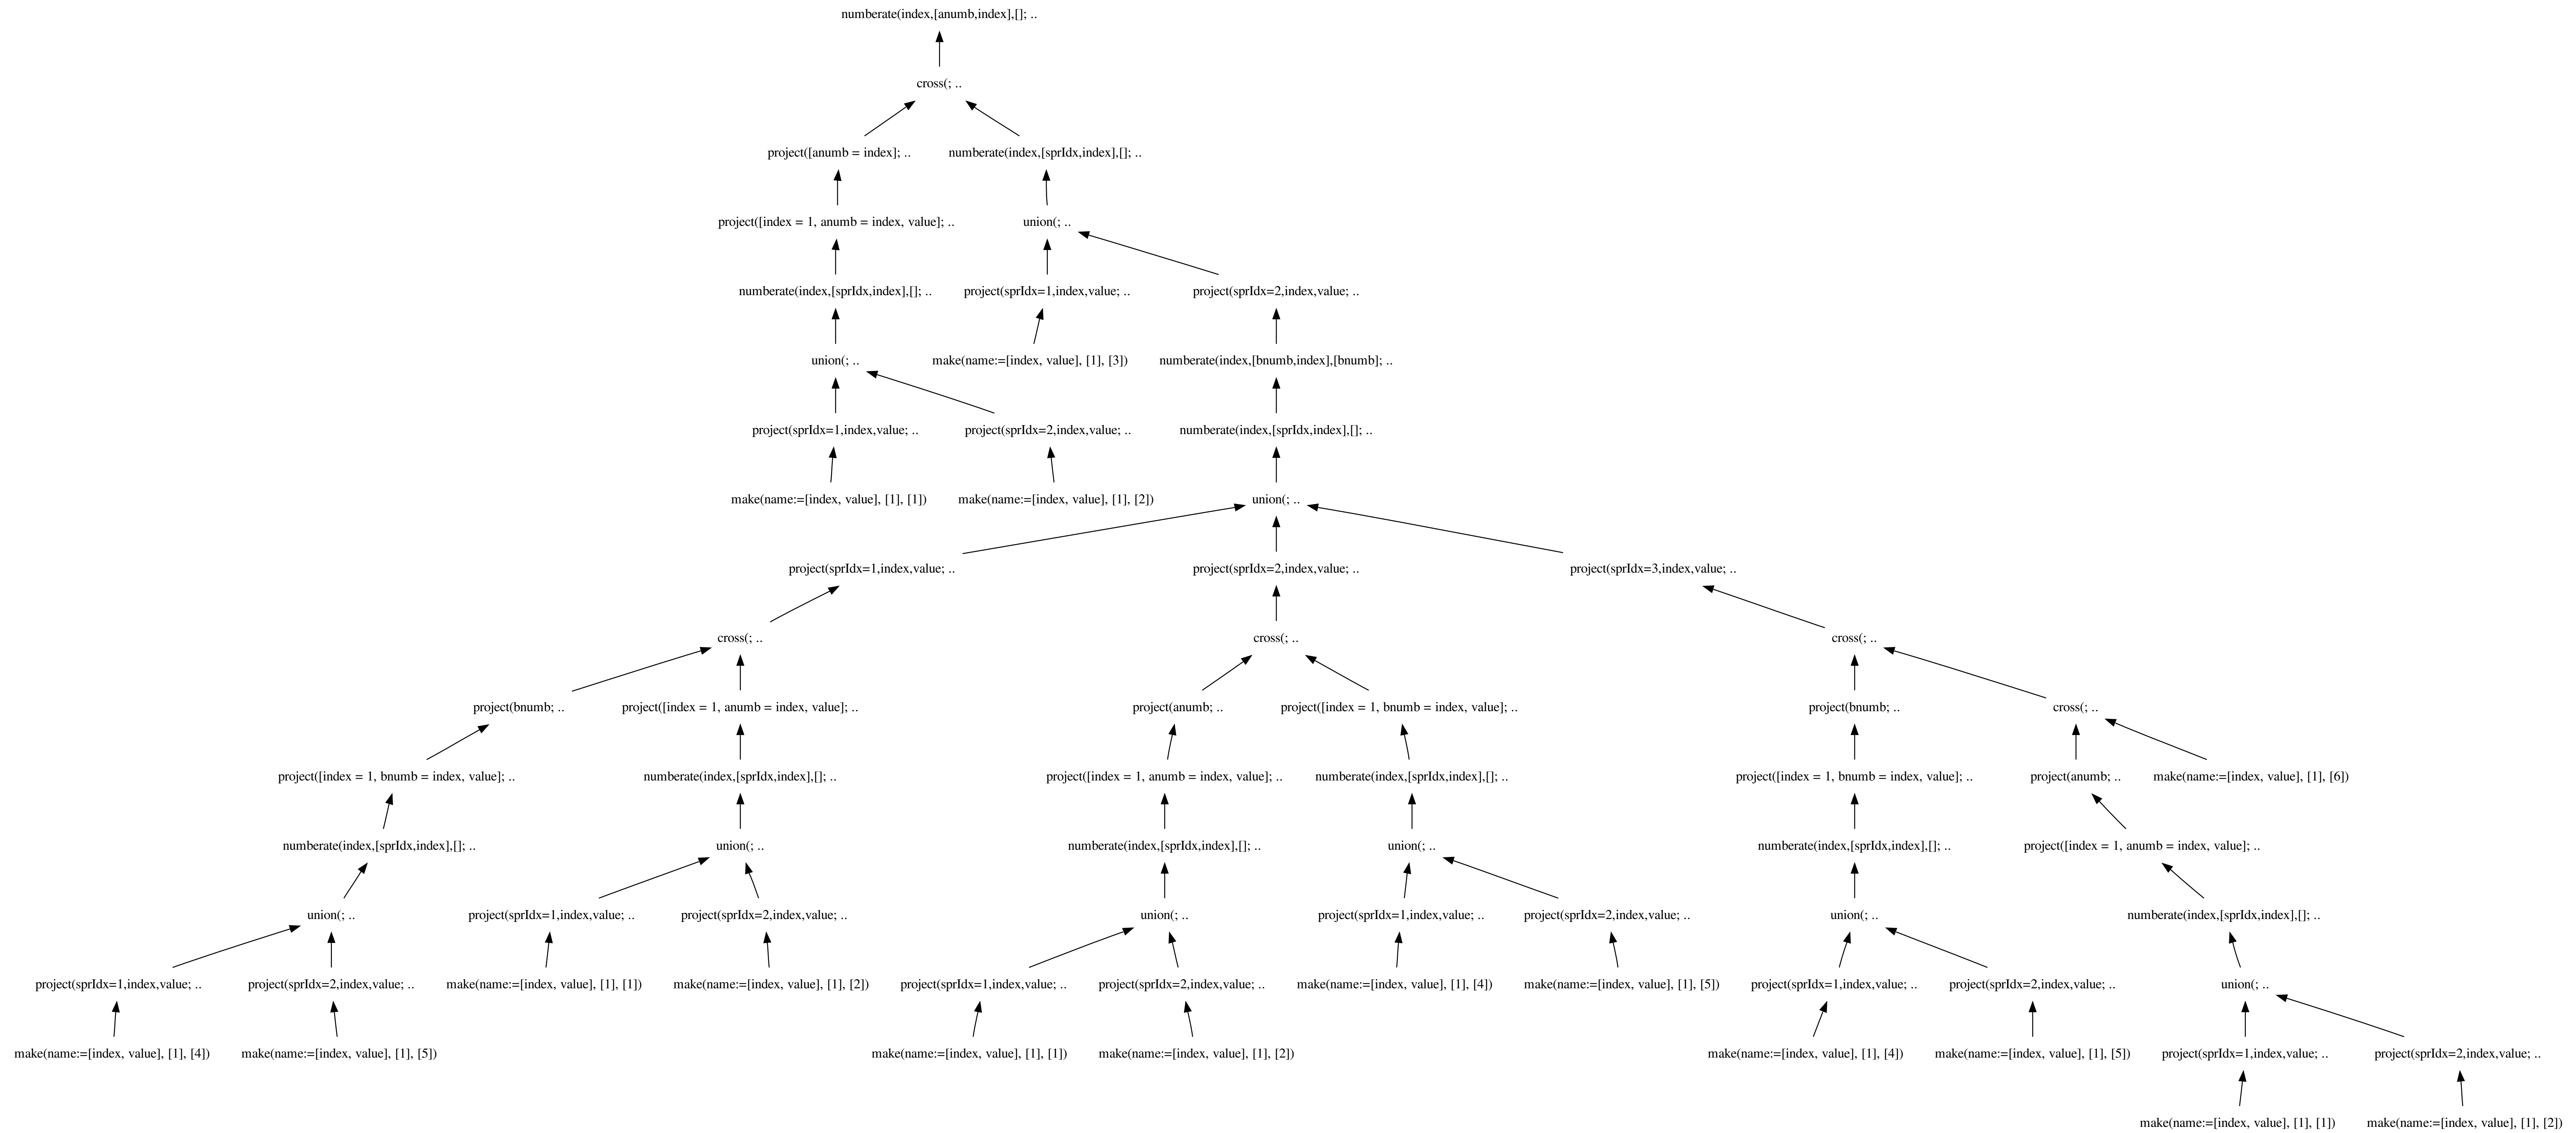 numberate(index,[anumb,index],[]; ..
cross(; ..
project([anumb = index]; ..
numberate(index,[sprIdx,index],[]; ..
project([index = 1, anumb = index, value]; ..
union(; ..
numberate(index,[sprIdx,index],[]; ..
project(sprIdx=1,index,value; ..
project(sprIdx=2,index,value; ..
union(; ..
make(name:=[index, value], [1], [3])
numberate(index,[bnumb,index],[bnumb]; ..
project(sprIdx=1,index,value; ..
project(sprIdx=2,index,value; ..
numberate(index,[sprIdx,index],[]; ..
make(name:=[index, value], [1], [1])
make(name:=[index, value], [1], [2])
union(; ..
project(sprIdx=1,index,value; ..
project(sprIdx=2,index,value; ..
project(sprIdx=3,index,value; ..
cross(; ..
cross(; ..
cross(; ..
project(bnumb; ..
project([index = 1, anumb = index, value]; ..
project(anumb; ..
project([index = 1, bnumb = index, value]; ..
project(bnumb; ..
cross(; ..
project([index = 1, bnumb = index, value]; ..
numberate(index,[sprIdx,index],[]; ..
project([index = 1, anumb = index, value]; ..
numberate(index,[sprIdx,index],[]; ..
project([index = 1, bnumb = index, value]; ..
project(anumb; ..
make(name:=[index, value], [1], [6])
numberate(index,[sprIdx,index],[]; ..
union(; ..
numberate(index,[sprIdx,index],[]; ..
union(; ..
numberate(index,[sprIdx,index],[]; ..
project([index = 1, anumb = index, value]; ..
union(; ..
project(sprIdx=1,index,value; ..
project(sprIdx=2,index,value; ..
union(; ..
project(sprIdx=1,index,value; ..
project(sprIdx=2,index,value; ..
union(; ..
numberate(index,[sprIdx,index],[]; ..
project(sprIdx=1,index,value; ..
project(sprIdx=2,index,value; ..
make(name:=[index, value], [1], [1])
make(name:=[index, value], [1], [2])
project(sprIdx=1,index,value; ..
project(sprIdx=2,index,value; ..
make(name:=[index, value], [1], [4])
make(name:=[index, value], [1], [5])
project(sprIdx=1,index,value; ..
project(sprIdx=2,index,value; ..
union(; ..
make(name:=[index, value], [1], [4])
make(name:=[index, value], [1], [5])
make(name:=[index, value], [1], [1])
make(name:=[index, value], [1], [2])
make(name:=[index, value], [1], [4])
make(name:=[index, value], [1], [5])
project(sprIdx=1,index,value; ..
project(sprIdx=2,index,value; ..
make(name:=[index, value], [1], [1])
make(name:=[index, value], [1], [2])